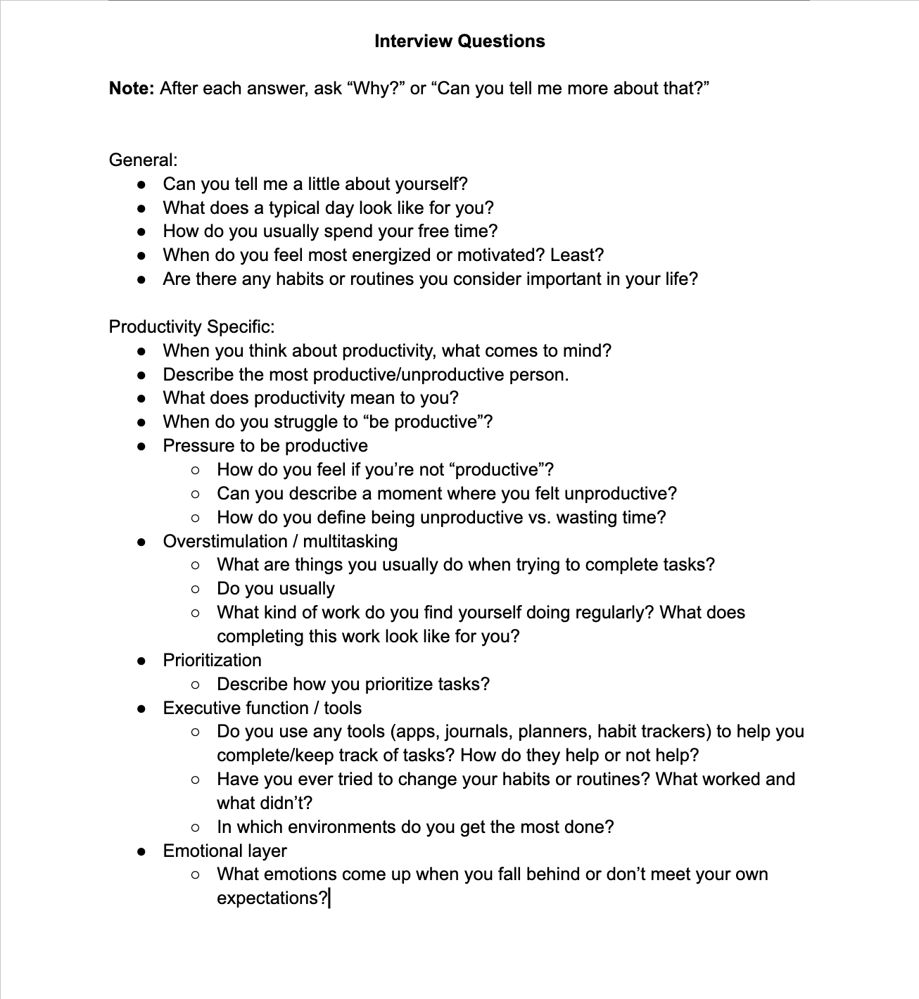 Interview Questions
Note: After each answer, ask “Why?” or “Can you tell me more about that?”
General:
● Can you tell me a little about yourself?
● What does a typical day look like for you?
● How do you usually spend your free time?
● When do you feel most energized or motivated? Least?
● Are there any habits or routines you consider important in your life?
Productivity Specific:
● When you think about productivity, what comes to mind?
● Describe the most productive/unproductive person.
● What does productivity mean to you?
● When do you struggle to “be productive”?
● Pressure to be productive
○ How do you feel if you’re not “productive”?
○ Can you describe a moment where you felt unproductive?
○ How do you define being unproductive vs. wasting time?
● Overstimulation / multitasking
○ What are things you usually do when trying to complete tasks?
○ Do you usually
○ What kind of work do you find yourself doing regularly? What does
completing this work look like for you?
● Prioritization
○ Describe how you prioritize tasks?
● Executive function / tools
○ Do you use any tools (apps, journals, planners, habit trackers) to help you
complete/keep track of tasks? How do they help or not help?
○ Have you ever tried to change your habits or routines? What worked and
what didn’t?
○ In which environments do you get the most done?
● Emotional layer
○ What emotions come up when you fall behind or don’t meet your own
expectations?